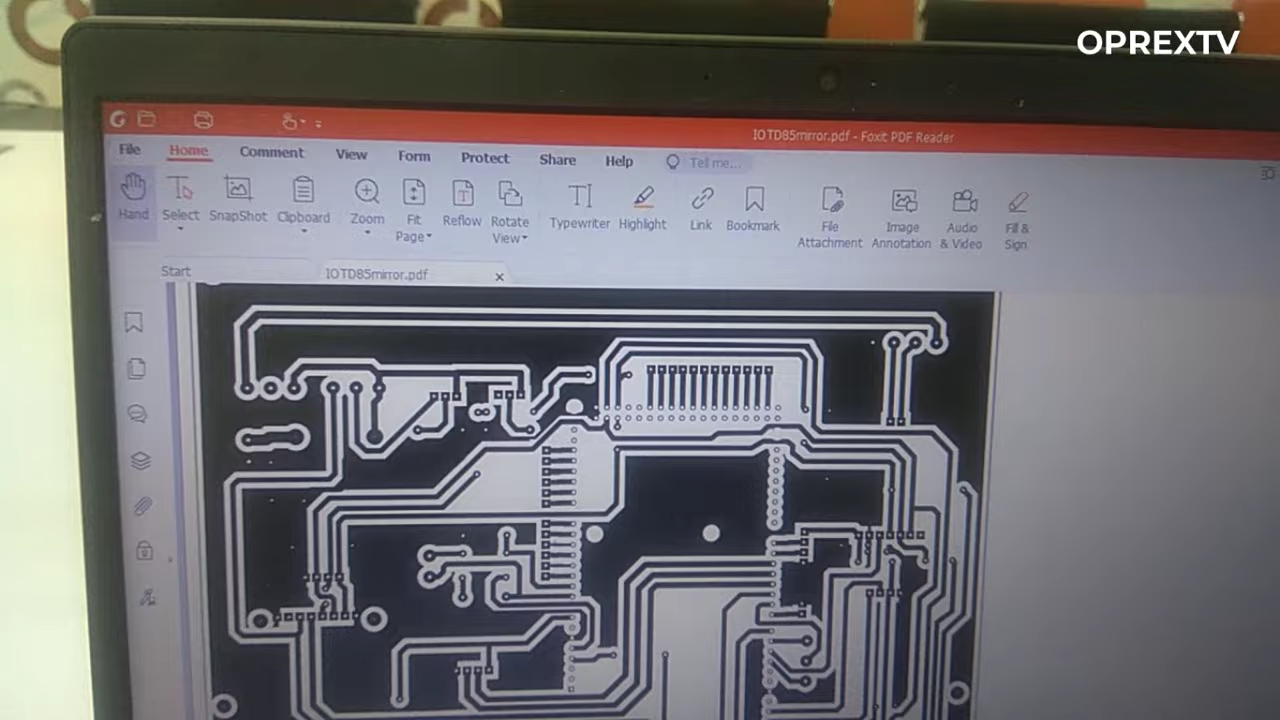 OPREXTV
IOTD85mirror.pdf - Foxit PDF Reader
File Home Comment View Form Protect Share Help Tell me...
Hand Select SnapShot Clipboard Zoom Fit Page Reflow Rotate View Typewriter Highlight Link Bookmark File Attachment Image Annotation Audio & Video Fill & Sign
Start IOTD85mirror.pdf